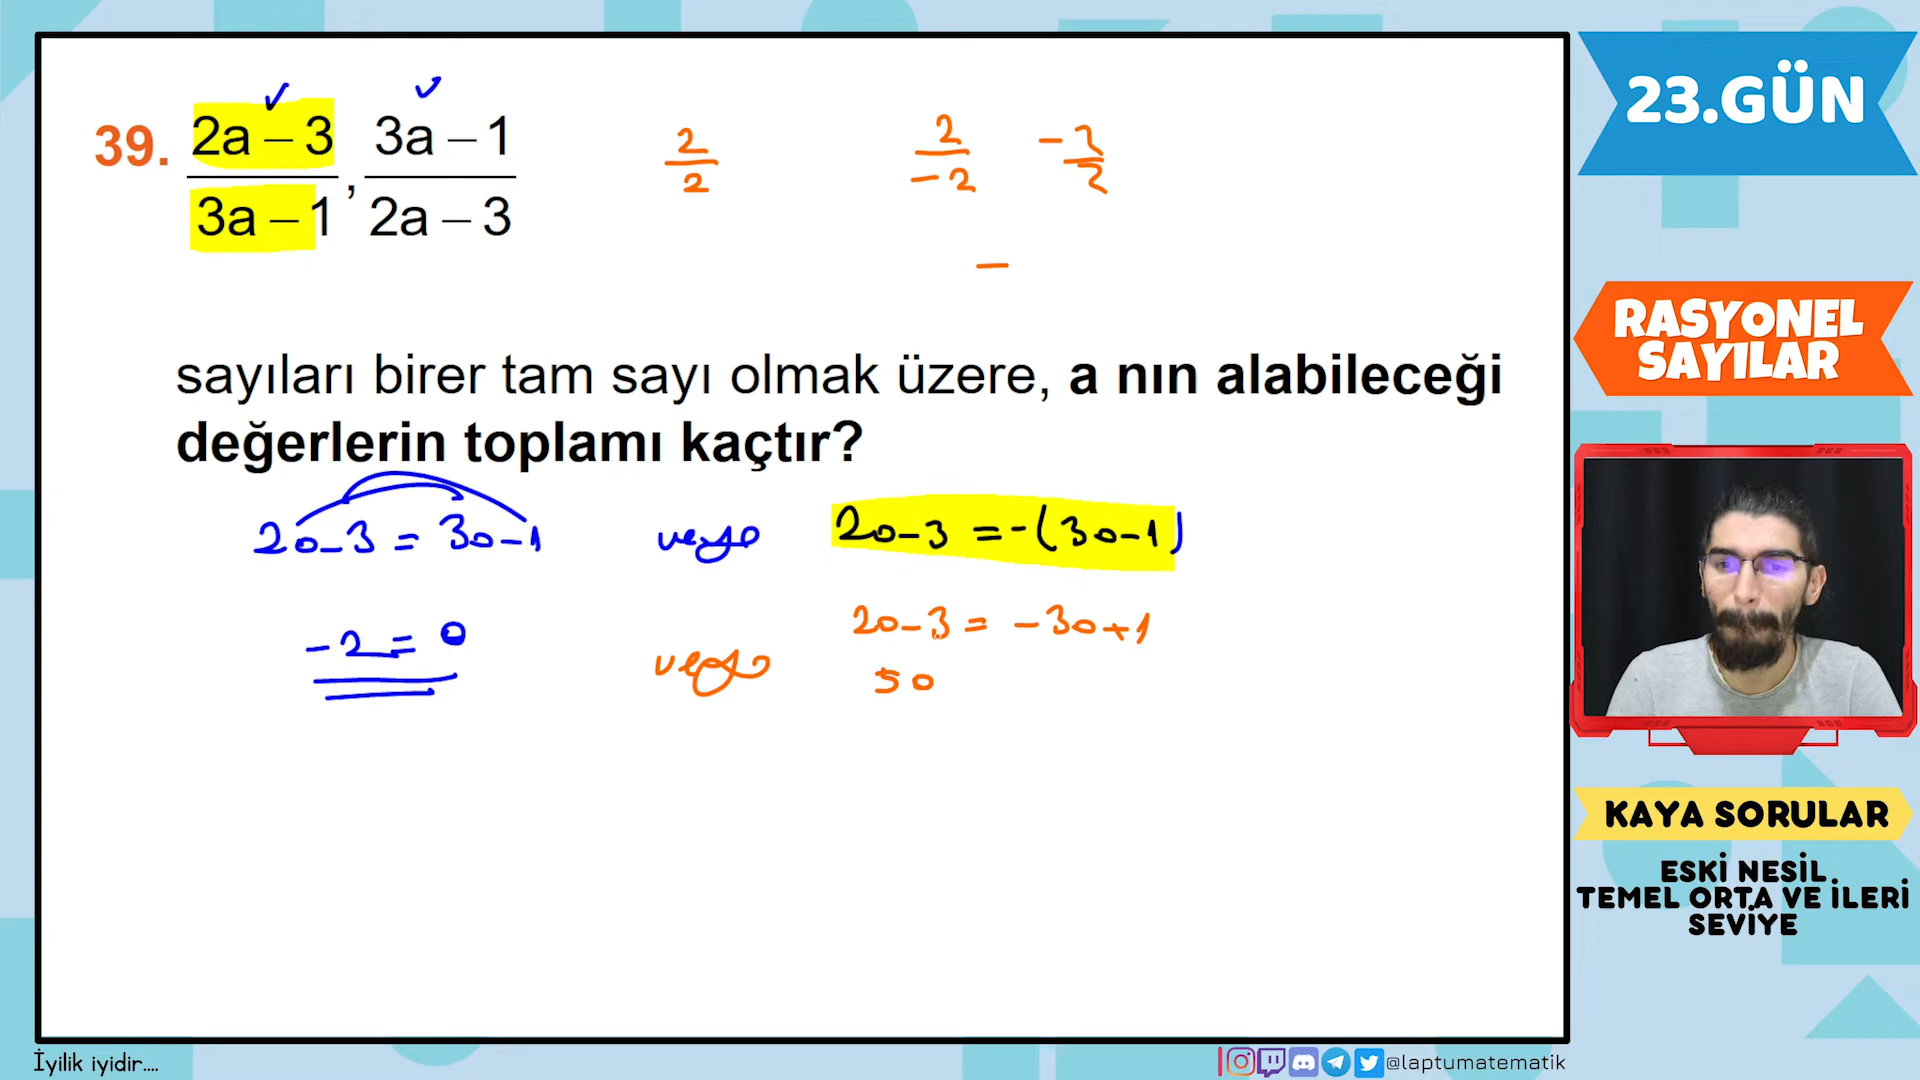 39. 2a – 3 / 3a – 1 , 3a – 1 / 2a – 3
2/2
2/-2 -2/2
–
sayıları birer tam sayı olmak üzere, a nın alabileceği
değerlerin toplamı kaçtır?
2a-3 = 3a-1 veya 2a-3 = -(3a-1)
-2 = a veya 2a-3 = -3a+1
5a
23.GÜN
RASYONEL
SAYILAR
KAYA SORULAR
ESKİ NESİL
TEMEL ORTA VE İLERİ
SEVİYE
İyilik iyidir....
@laptumatematik